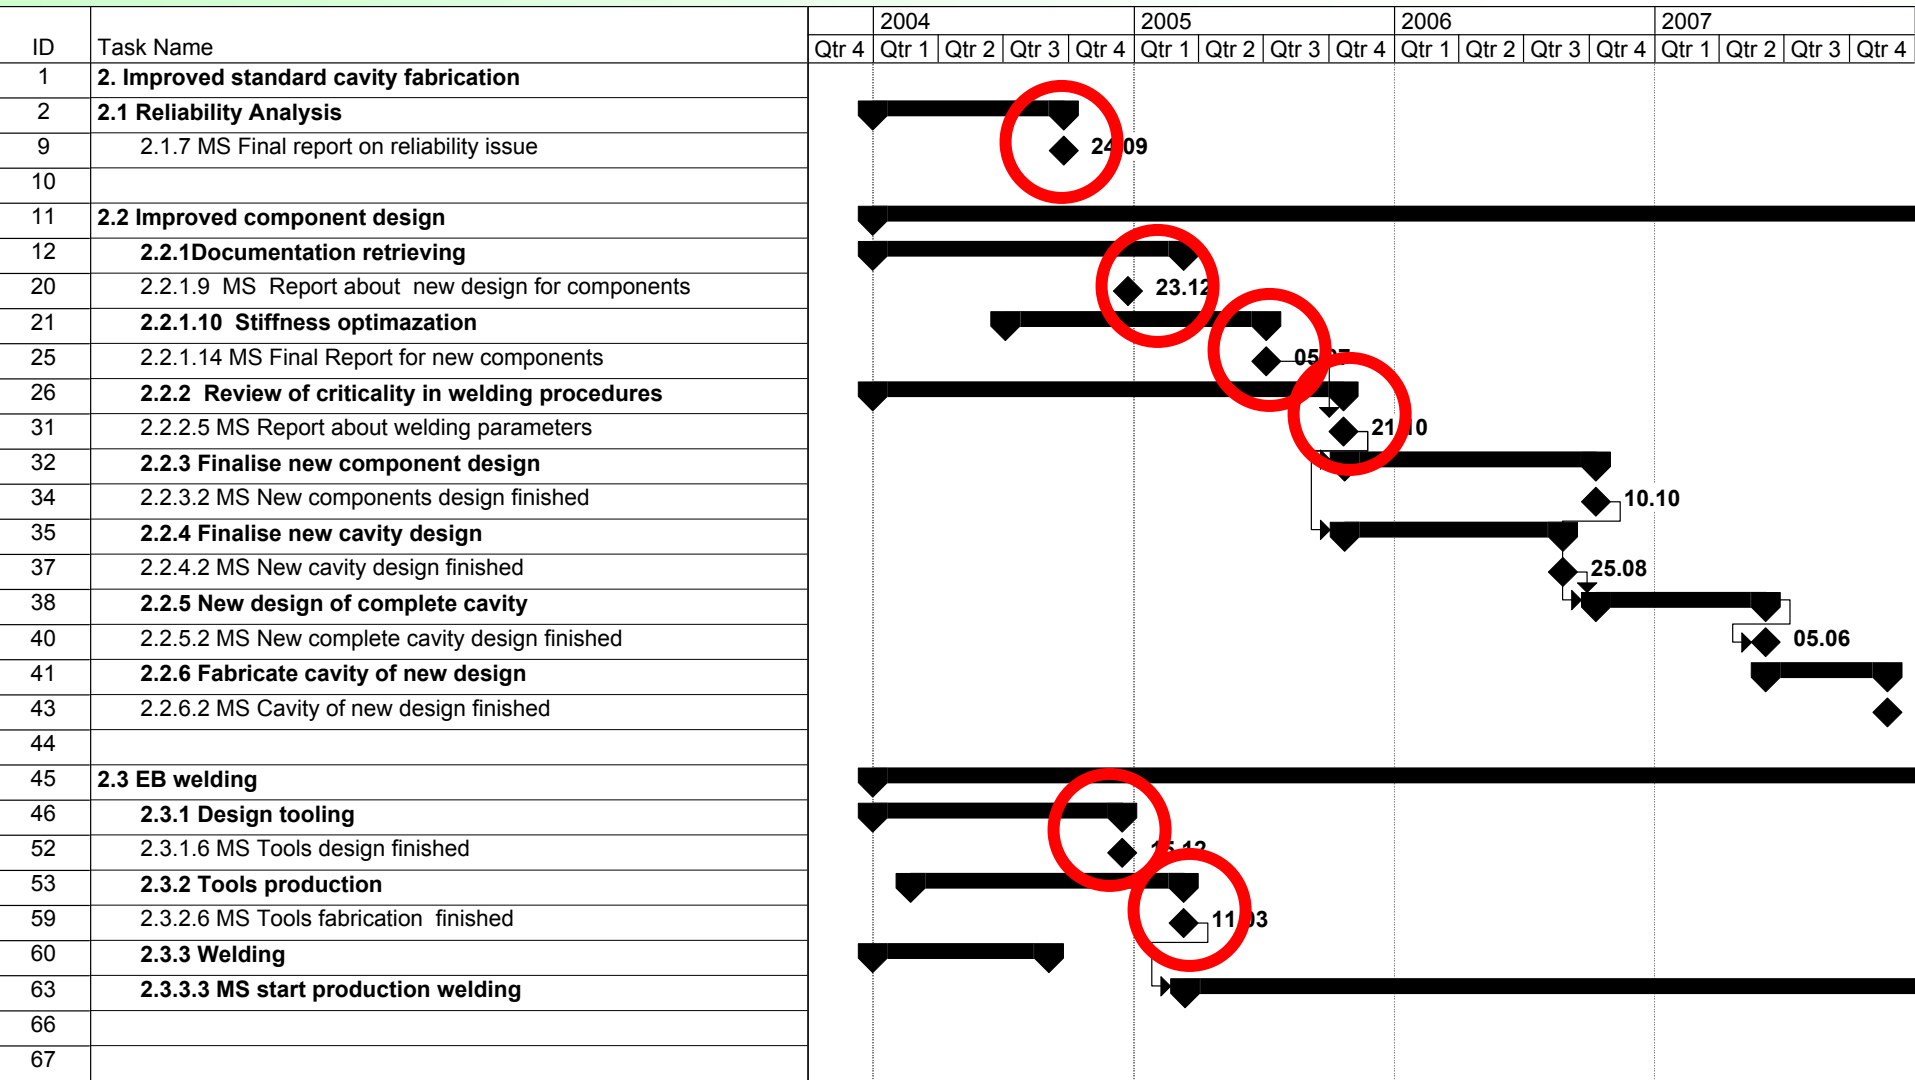 2004 2005 2006 2007
ID Task Name Qtr 4 Qtr 1 Qtr 2 Qtr 3 Qtr 4 Qtr 1 Qtr 2 Qtr 3 Qtr 4 Qtr 1 Qtr 2 Qtr 3 Qtr 4 Qtr 1 Qtr 2 Qtr 3 Qtr 4
1 2. Improved standard cavity fabrication
2 2.1 Reliability Analysis
9 2.1.7 MS Final report on reliability issue 24.09
10
11 2.2 Improved component design
12 2.2.1Documentation retrieving
20 2.2.1.9 MS Report about new design for components 23.12
21 2.2.1.10 Stiffness optimazation
25 2.2.1.14 MS Final Report for new components 05.07
26 2.2.2 Review of criticality in welding procedures
31 2.2.2.5 MS Report about welding parameters 21.10
32 2.2.3 Finalise new component design
34 2.2.3.2 MS New components design finished 10.10
35 2.2.4 Finalise new cavity design
37 2.2.4.2 MS New cavity design finished 25.08
38 2.2.5 New design of complete cavity
40 2.2.5.2 MS New complete cavity design finished 05.06
41 2.2.6 Fabricate cavity of new design
43 2.2.6.2 MS Cavity of new design finished
44
45 2.3 EB welding
46 2.3.1 Design tooling
52 2.3.1.6 MS Tools design finished 15.12
53 2.3.2 Tools production
59 2.3.2.6 MS Tools fabrication finished 11.03
60 2.3.3 Welding
63 2.3.3.3 MS start production welding
66
67